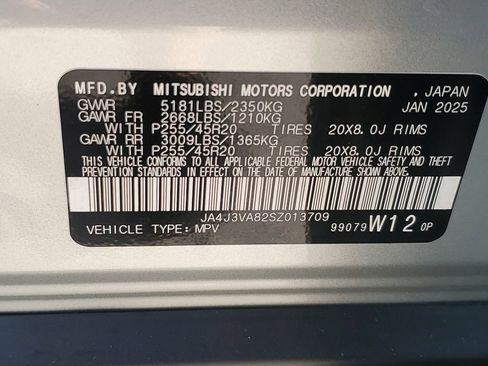 MFD.BY MITSUBISHI MOTORS CORPORATION , JAPAN
GVWR 5181LBS/2350KG JAN 2025
GAWR FR 2668LBS/1210KG
WITH P255/45R20 TIRES 20X8.0J RIMS
GAWR RR 3009LBS/1365KG
WITH P255/45R20 TIRES 20X8.0J RIMS
THIS VEHICLE CONFORMS TO ALL APPLICABLE FEDERAL MOTOR VEHICLE SAFETY AND THEFT
PREVENTION STANDARDS IN EFFECT ON THE DATE OF MANUFACTURE SHOWN ABOVE.
JA4J3VA82SZ013709
VEHICLE TYPE: MPV 99079 W12 0P